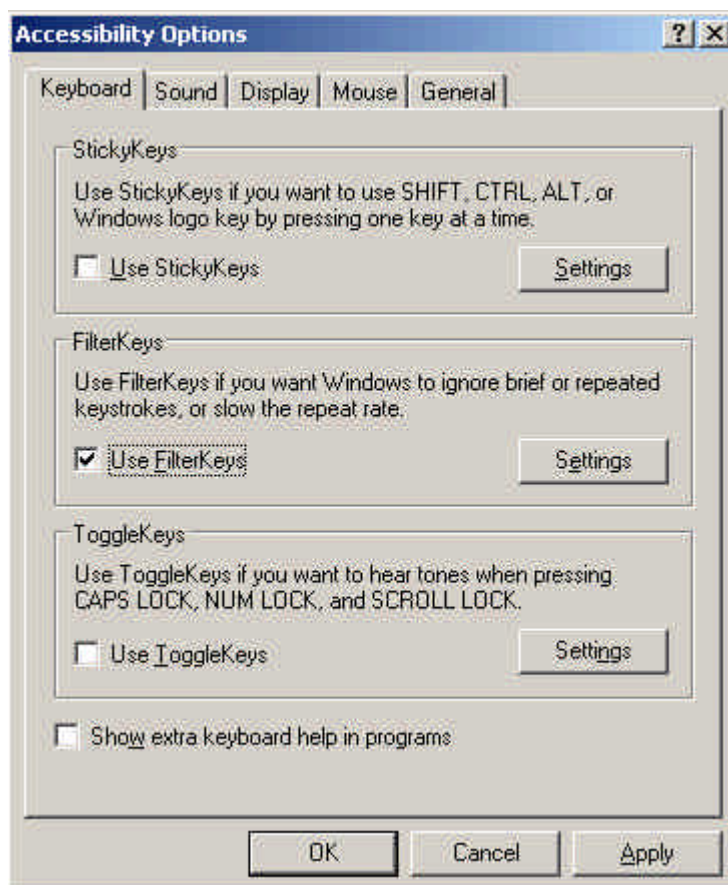 Accessibility Options
Keyboard Sound Display Mouse General
StickyKeys
Use StickyKeys if you want to use SHIFT, CTRL, ALT, or
Windows logo key by pressing one key at a time.
Use StickyKeys Settings
FilterKeys
Use FilterKeys if you want Windows to ignore brief or repeated
keystrokes, or slow the repeat rate.
Use FilterKeys Settings
ToggleKeys
Use ToggleKeys if you want to hear tones when pressing
CAPS LOCK, NUM LOCK, and SCROLL LOCK.
Use ToggleKeys Settings
Show extra keyboard help in programs
OK Cancel Apply